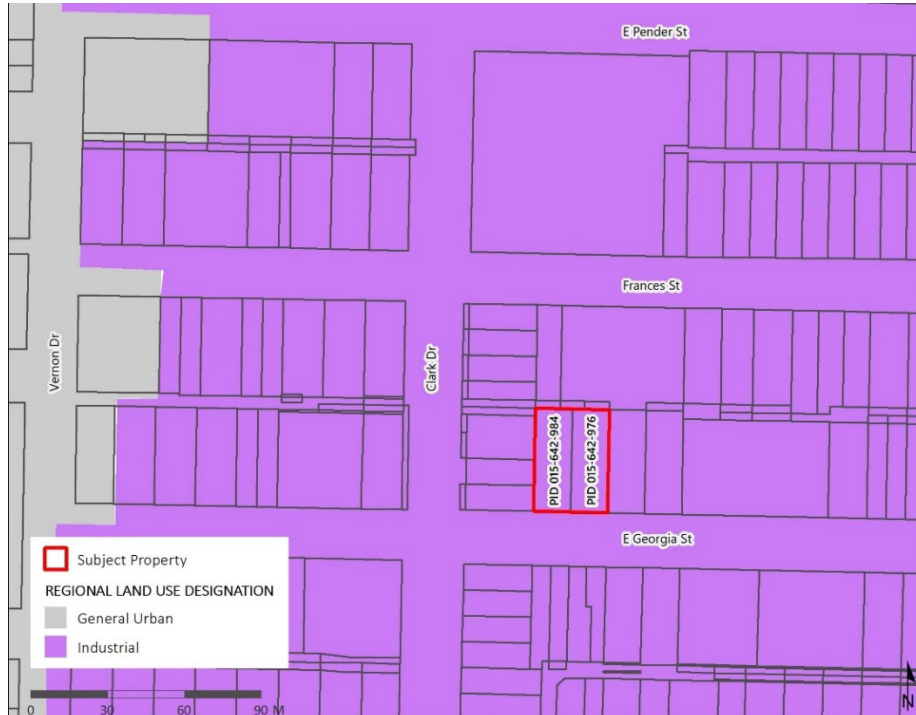 E Pender St
Frances St
Vernon Dr
Clark Dr
PID 015-642-984
PID 015-642-976
E Georgia St
Subject Property
REGIONAL LAND USE DESIGNATION
General Urban
Industrial
0 30 60 90 M
N